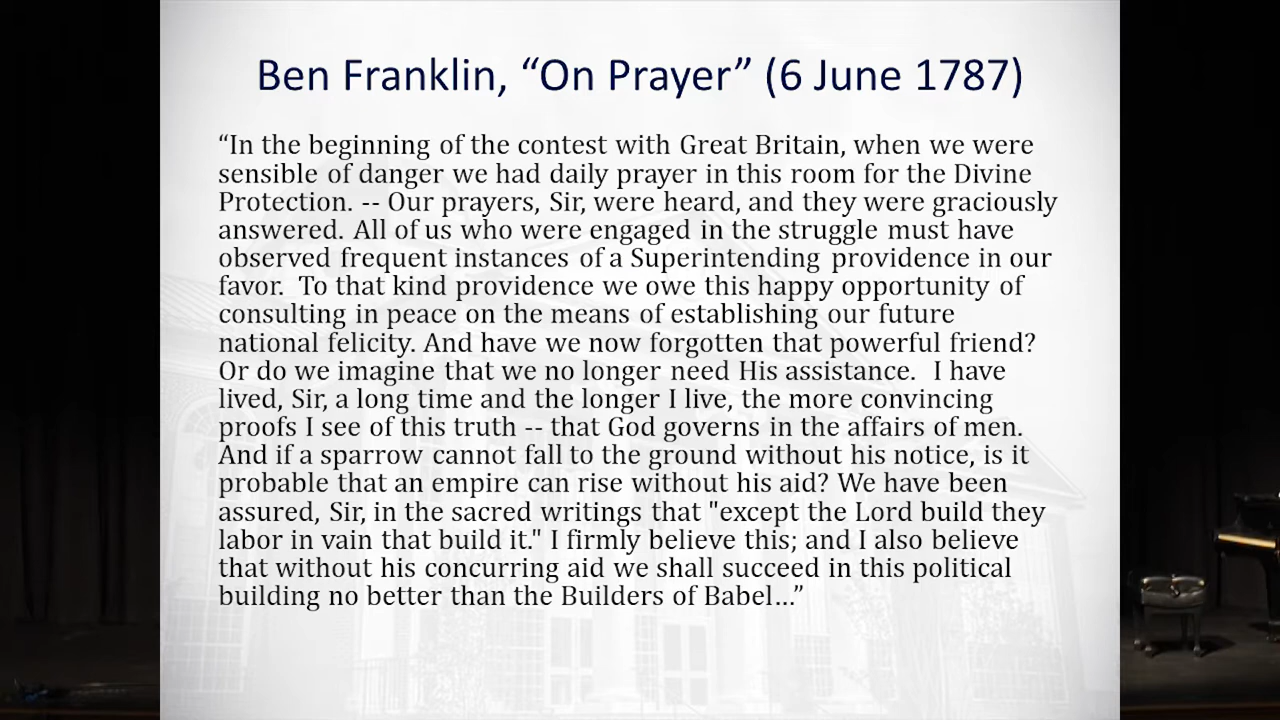 Ben Franklin, “On Prayer” (6 June 1787)
“In the beginning of the contest with Great Britain, when we were
sensible of danger we had daily prayer in this room for the Divine
Protection. -- Our prayers, Sir, were heard, and they were graciously
answered. All of us who were engaged in the struggle must have
observed frequent instances of a Superintending providence in our
favor.  To that kind providence we owe this happy opportunity of
consulting in peace on the means of establishing our future
national felicity. And have we now forgotten that powerful friend?
Or do we imagine that we no longer need His assistance.  I have
lived, Sir, a long time and the longer I live, the more convincing
proofs I see of this truth -- that God governs in the affairs of men.
And if a sparrow cannot fall to the ground without his notice, is it
probable that an empire can rise without his aid? We have been
assured, Sir, in the sacred writings that "except the Lord build they
labor in vain that build it." I firmly believe this; and I also believe
that without his concurring aid we shall succeed in this political
building no better than the Builders of Babel…”